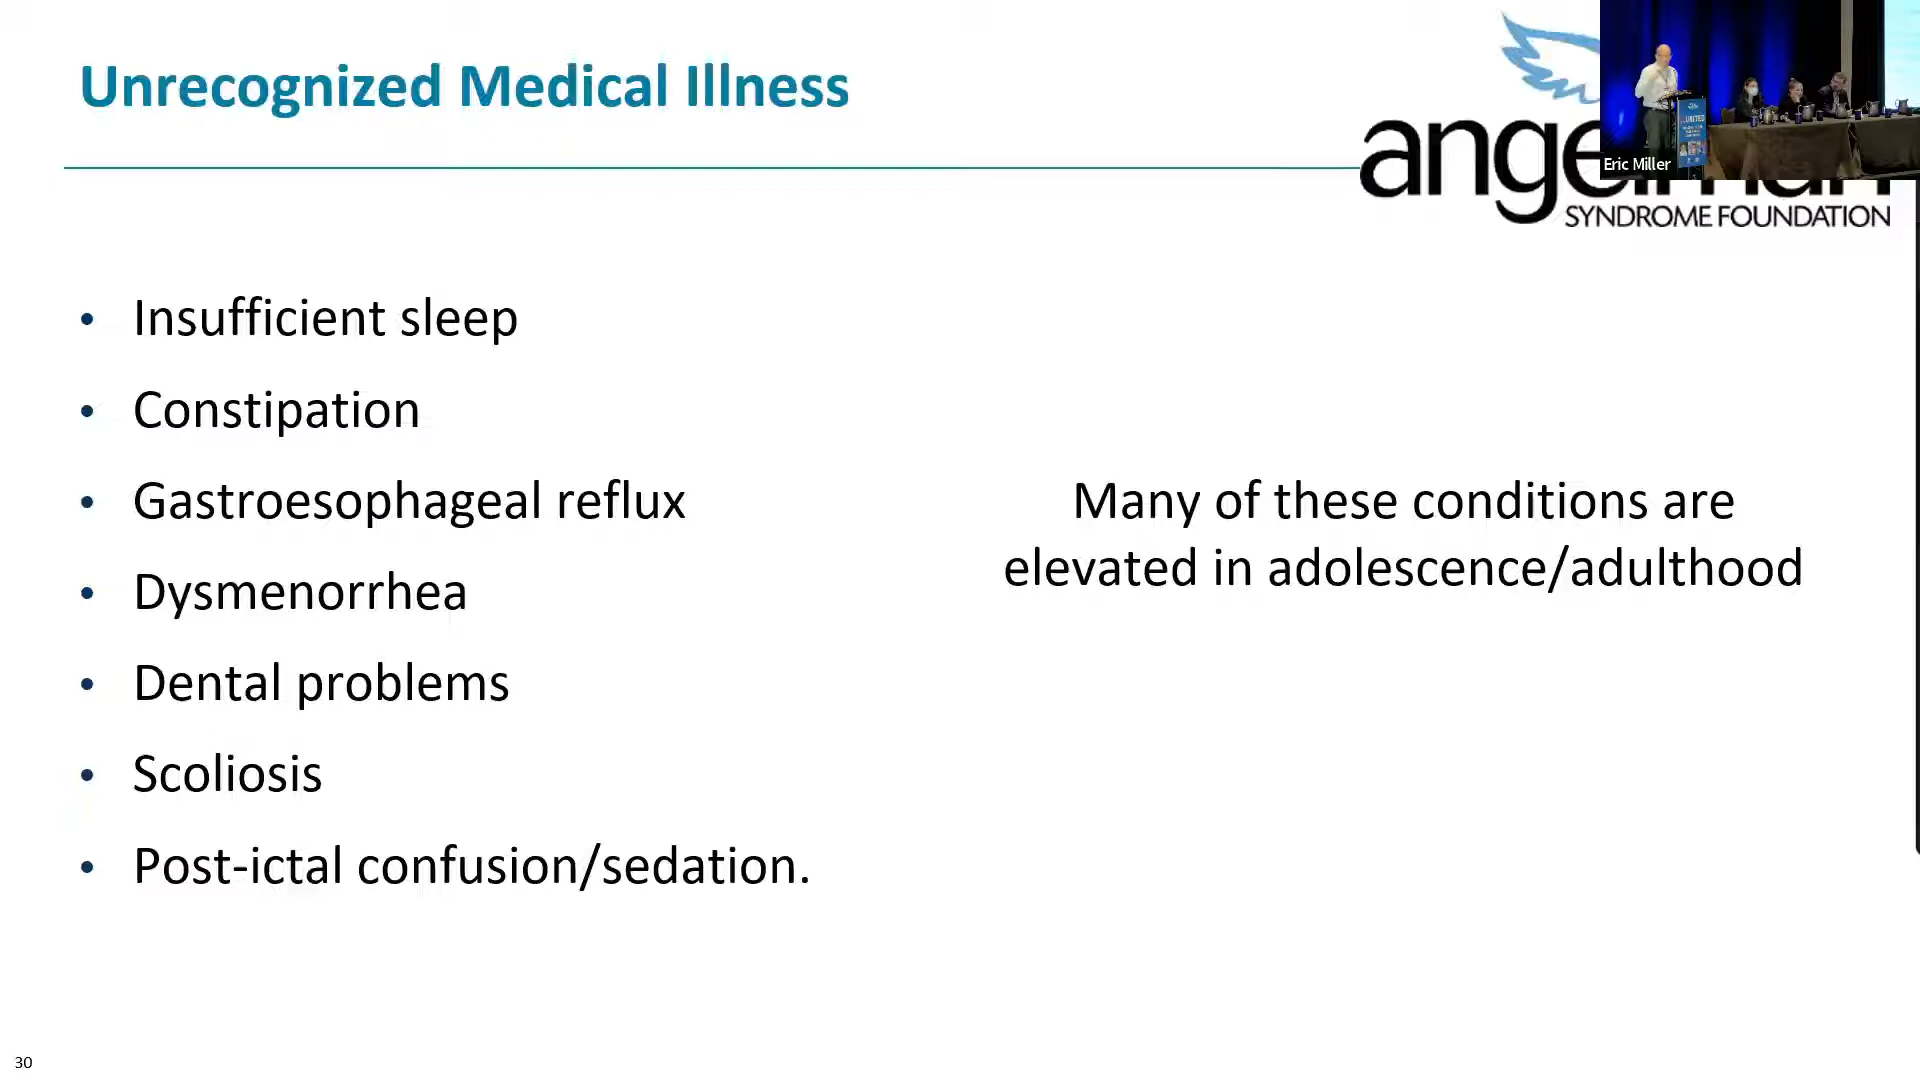 Unrecognized Medical Illness
SYNDROME FOUNDATION
Eric Miller
UNITED
• Insufficient sleep
• Constipation
• Gastroesophageal reflux
• Dysmenorrhea
• Dental problems
• Scoliosis
• Post-ictal confusion/sedation.
Many of these conditions are
elevated in adolescence/adulthood
30